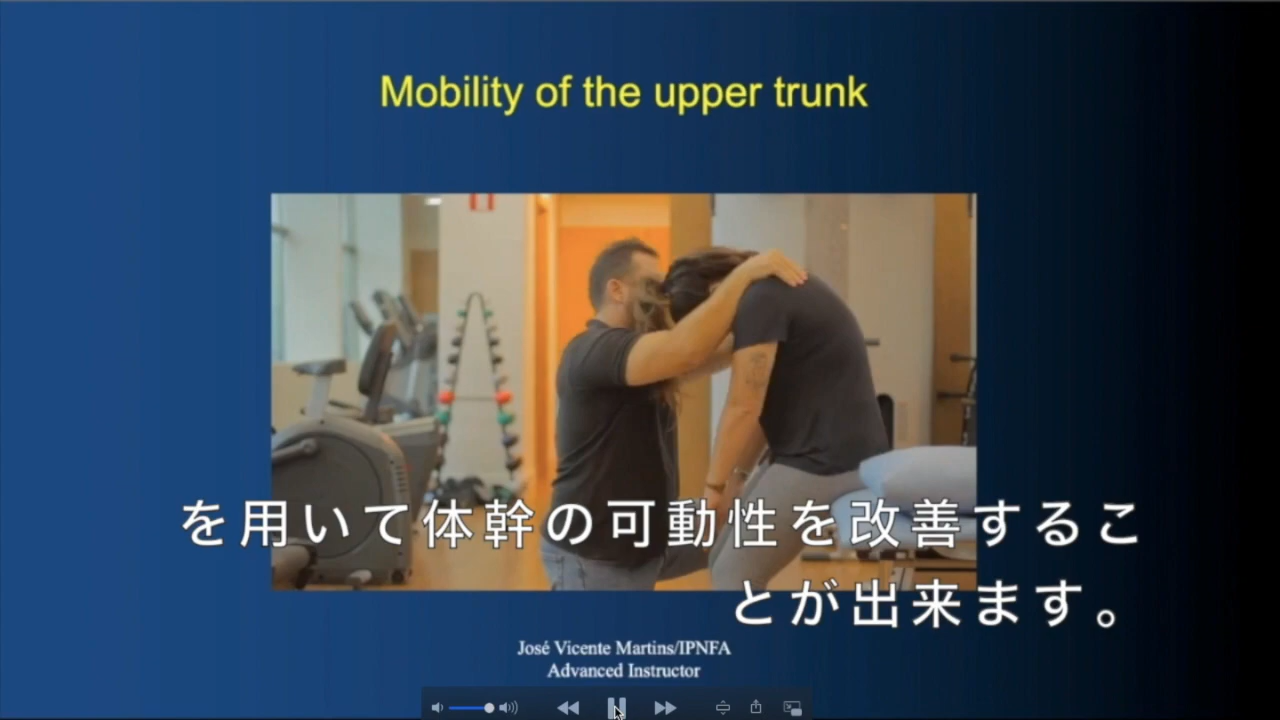 Mobility of the upper trunk
を用いて体幹の可動性を改善するこ
とが出来ます。
José Vicente Martins/IPNFA
Advanced Instructor